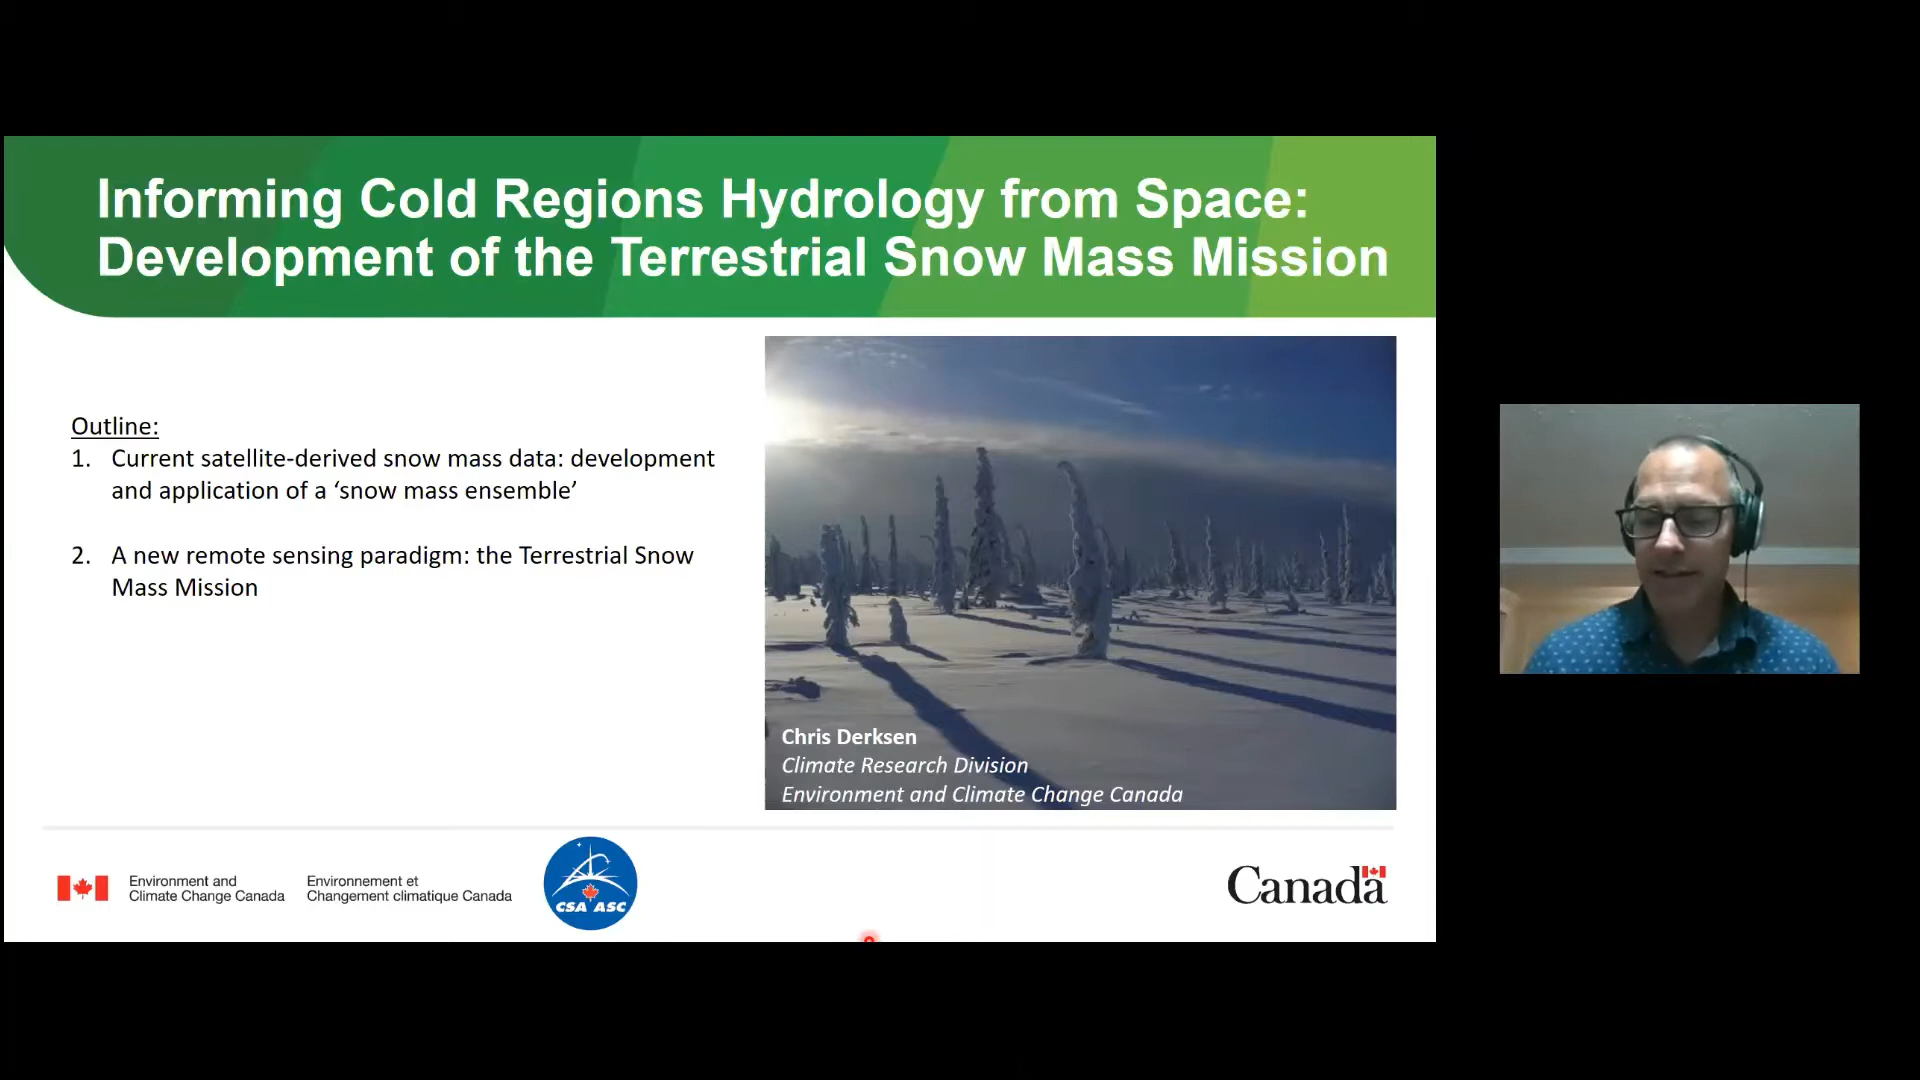 Informing Cold Regions Hydrology from Space:
Development of the Terrestrial Snow Mass Mission
Outline:
1. Current satellite-derived snow mass data: development
and application of a ‘snow mass ensemble’
2. A new remote sensing paradigm: the Terrestrial Snow
Mass Mission
Chris Derksen
Climate Research Division
Environment and Climate Change Canada
Environment and
Climate Change Canada
Environnement et
Changement climatique Canada
CSA ASC
Canada